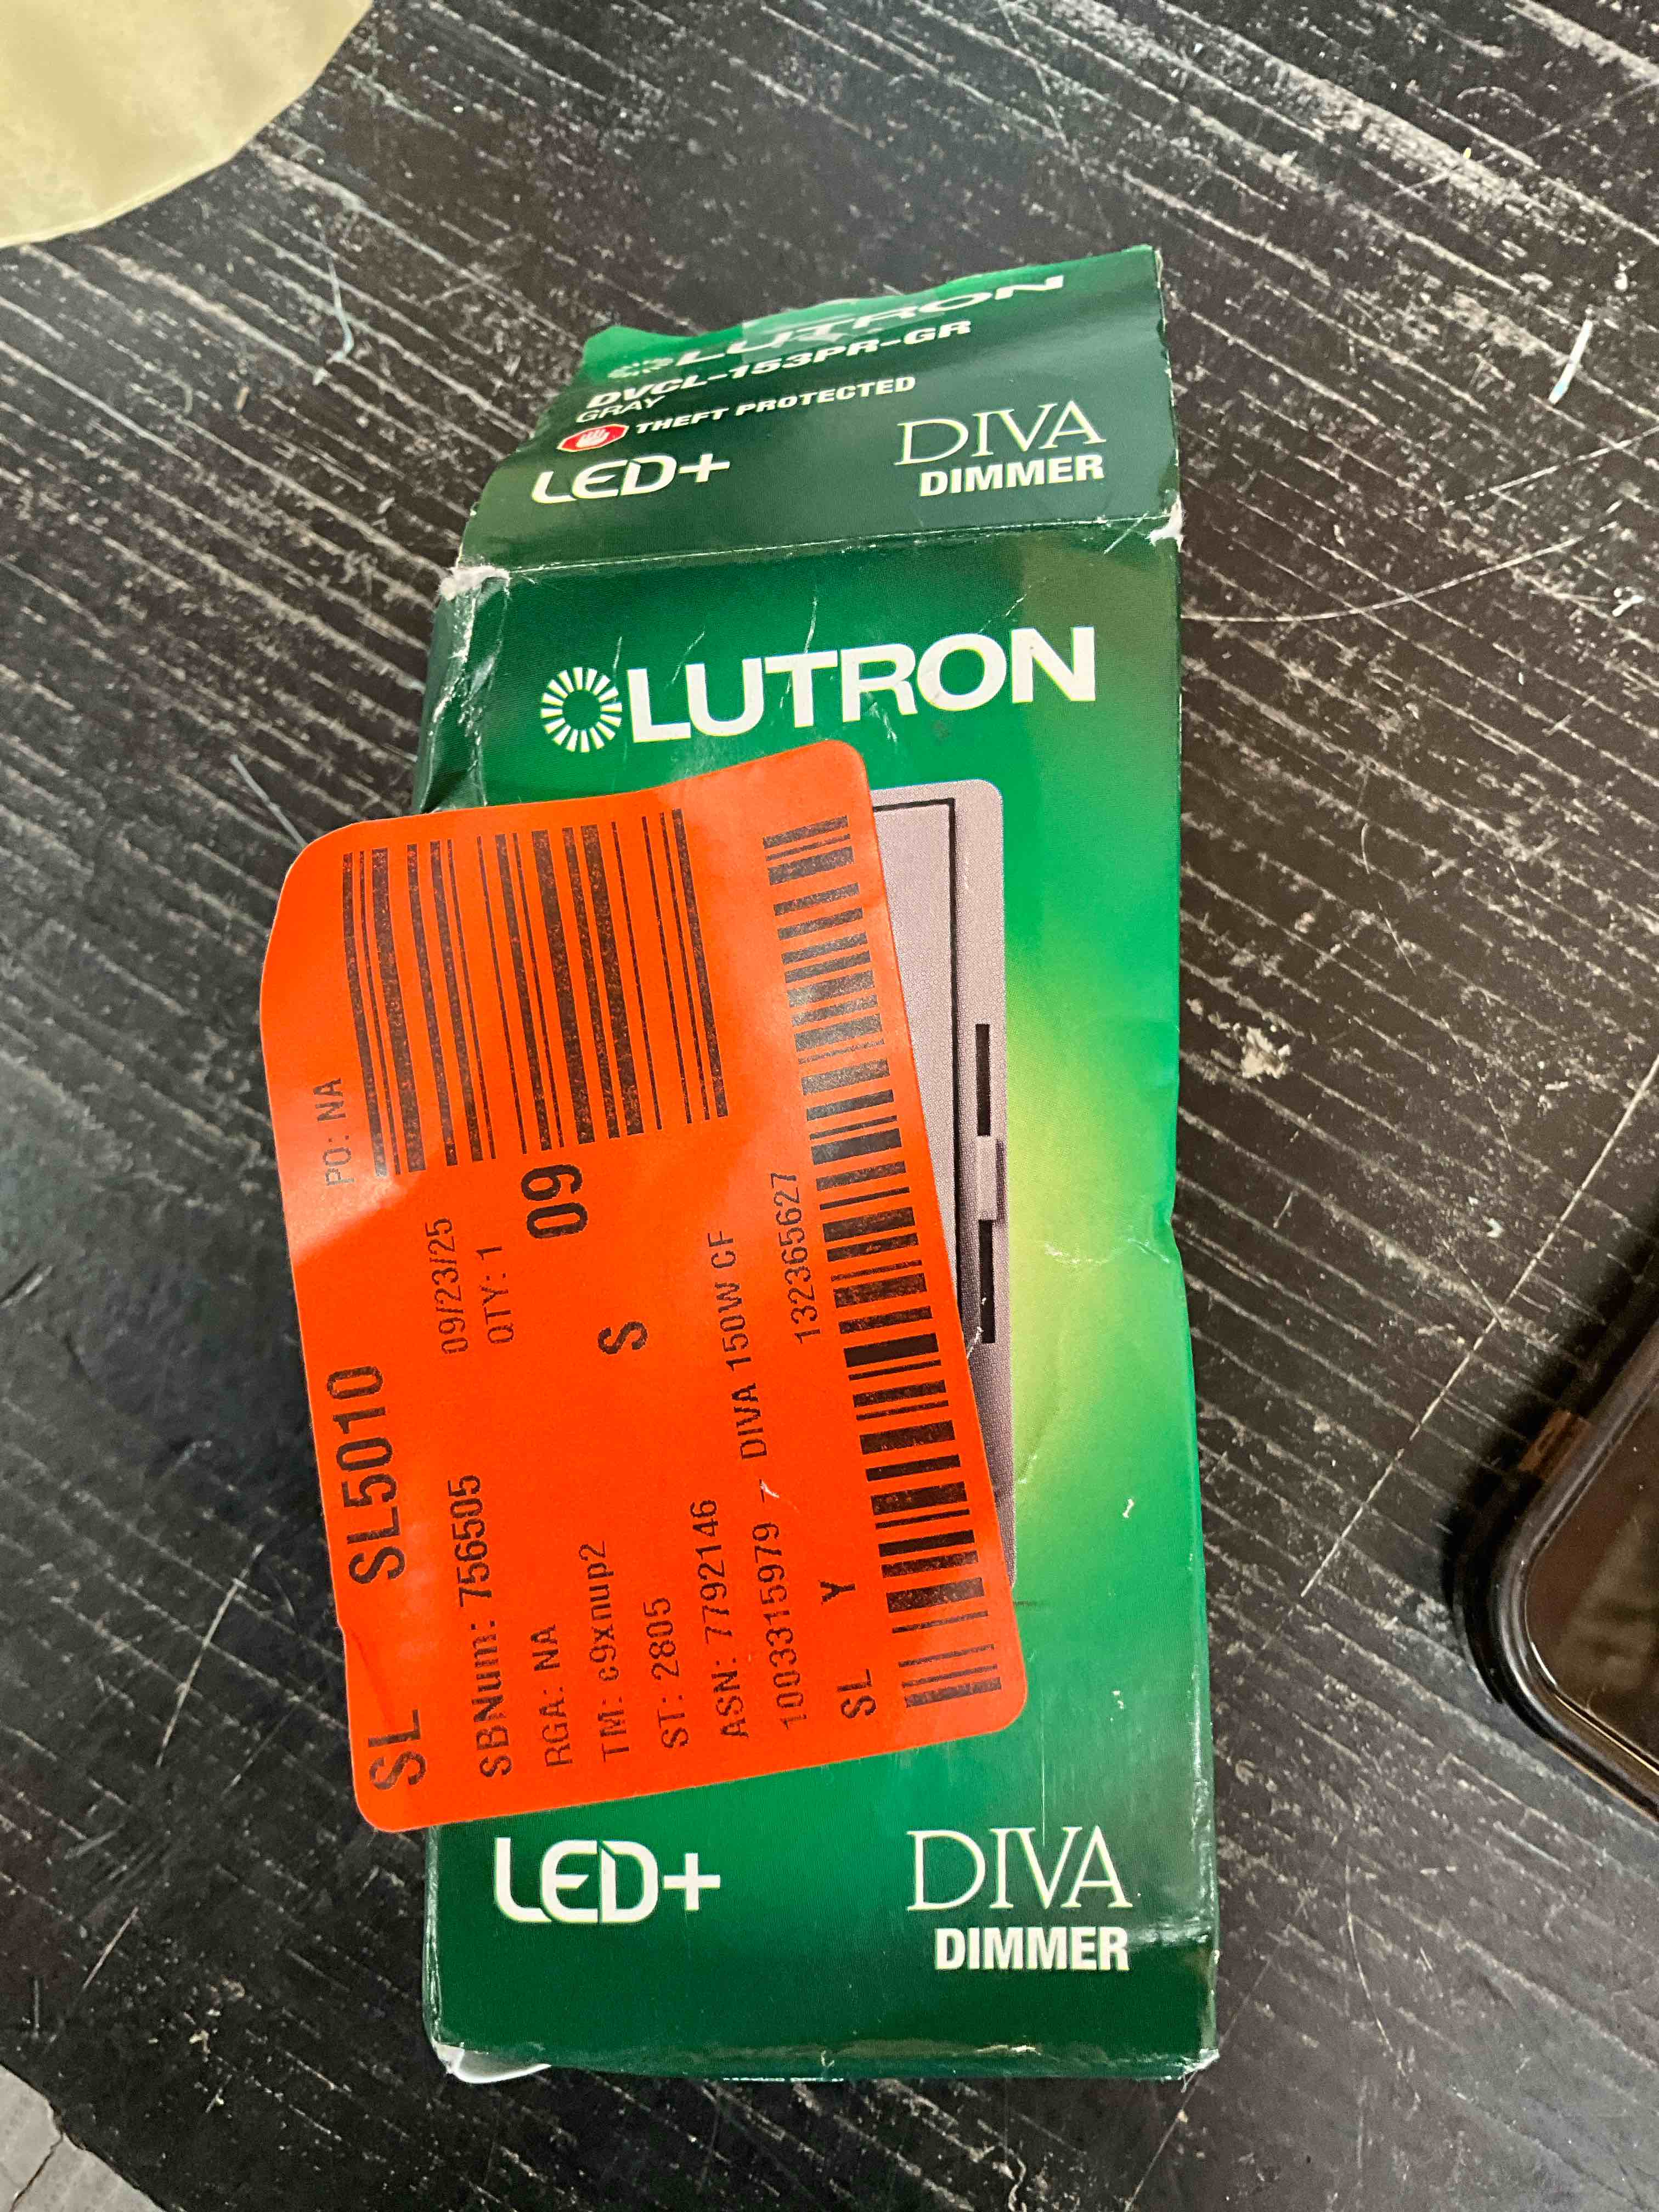 LUTRON
DVCL-153PR-GR
GRAY
THEFT PROTECTED
LED+
DIVA
DIMMER
LUTRON
PO: NA
SL SL5010
SBNum: 756505 09/23/25
RGA: NA QTY: 1
TM: e9xnup2 09
ST: 2805 S
ASN: 7792146
1003315979 - DIVA 150W CF
SL Y 132365627
LED+
DIVA
DIMMER